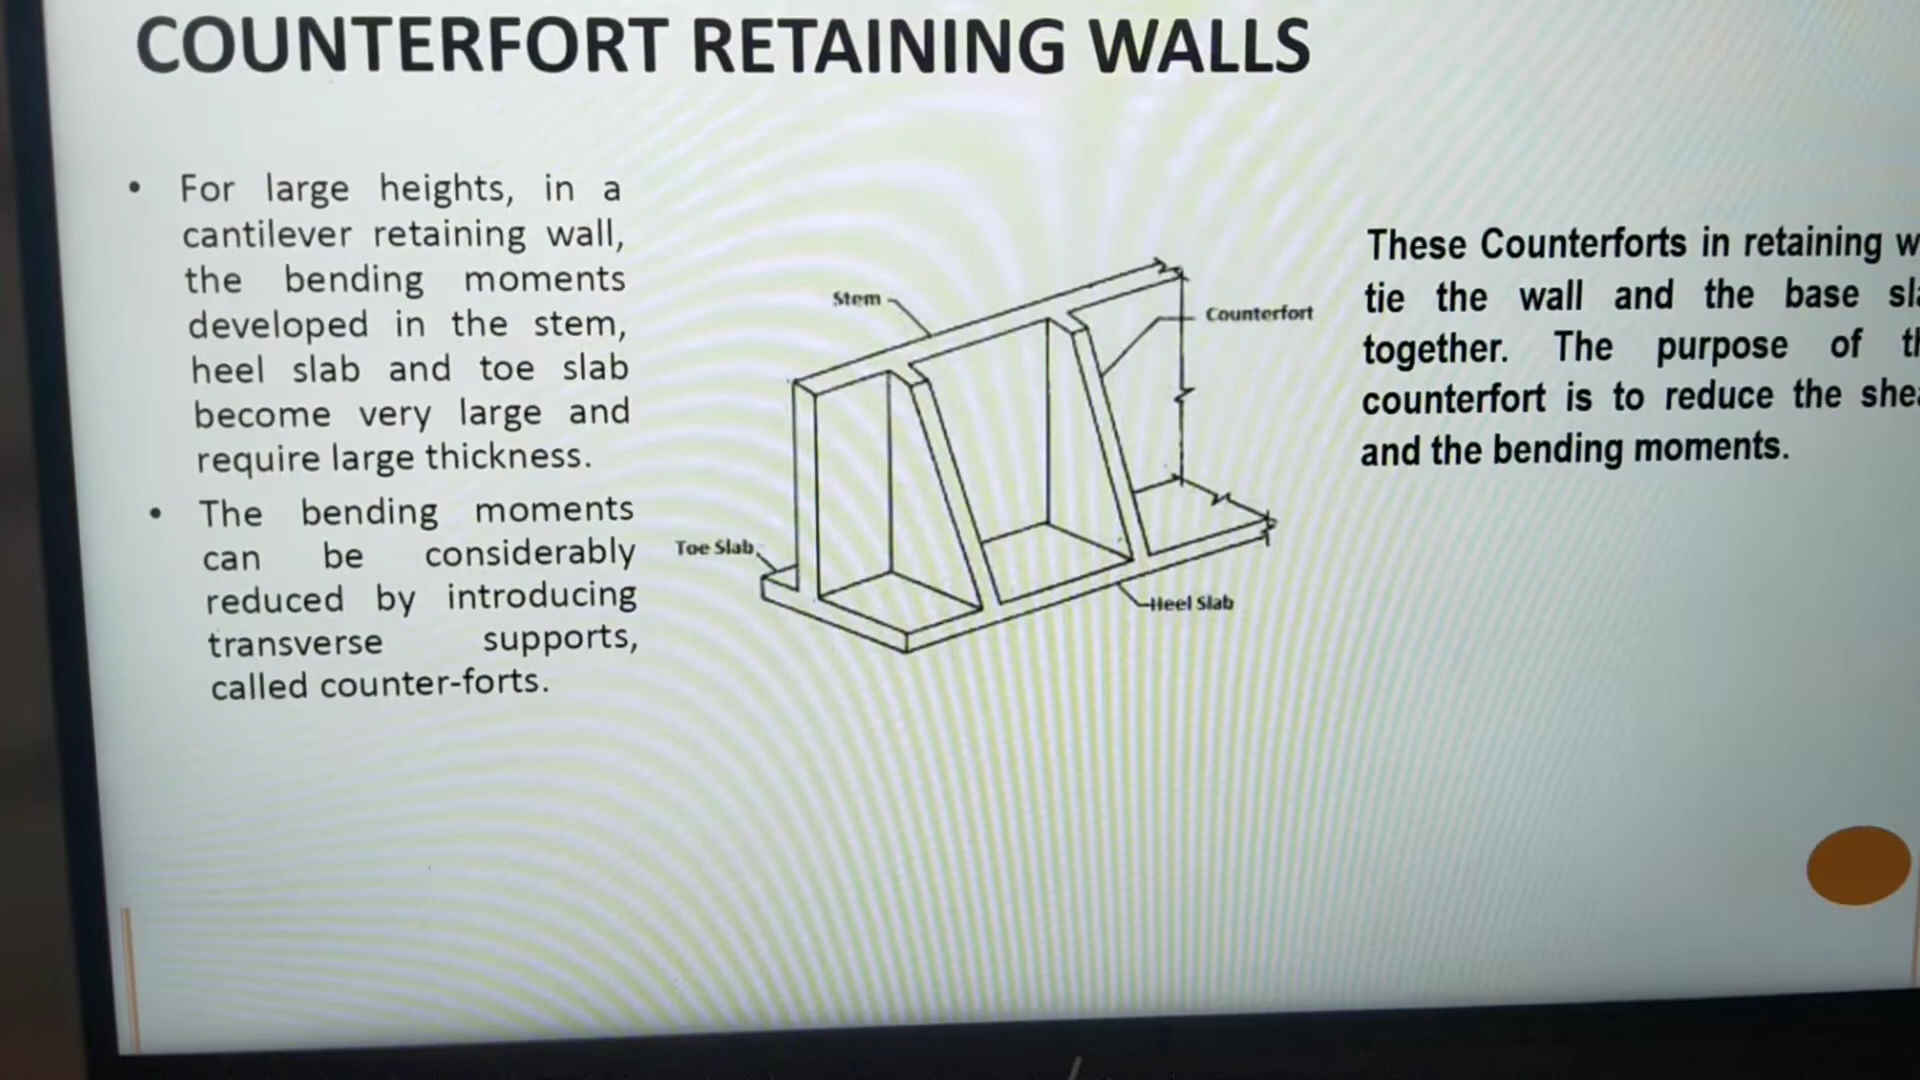 COUNTERFORT RETAINING WALLS
• For large heights, in a
cantilever retaining wall,
the bending moments
developed in the stem,
heel slab and toe slab
become very large and
require large thickness.
• The bending moments
can be considerably
reduced by introducing
transverse supports,
called counter-forts.
Stem
Counterfort
Toe Slab
Heel Slab
These Counterforts in retaining
tie the wall and the base
together. The purpose of
counterfort is to reduce the
and the bending moments.